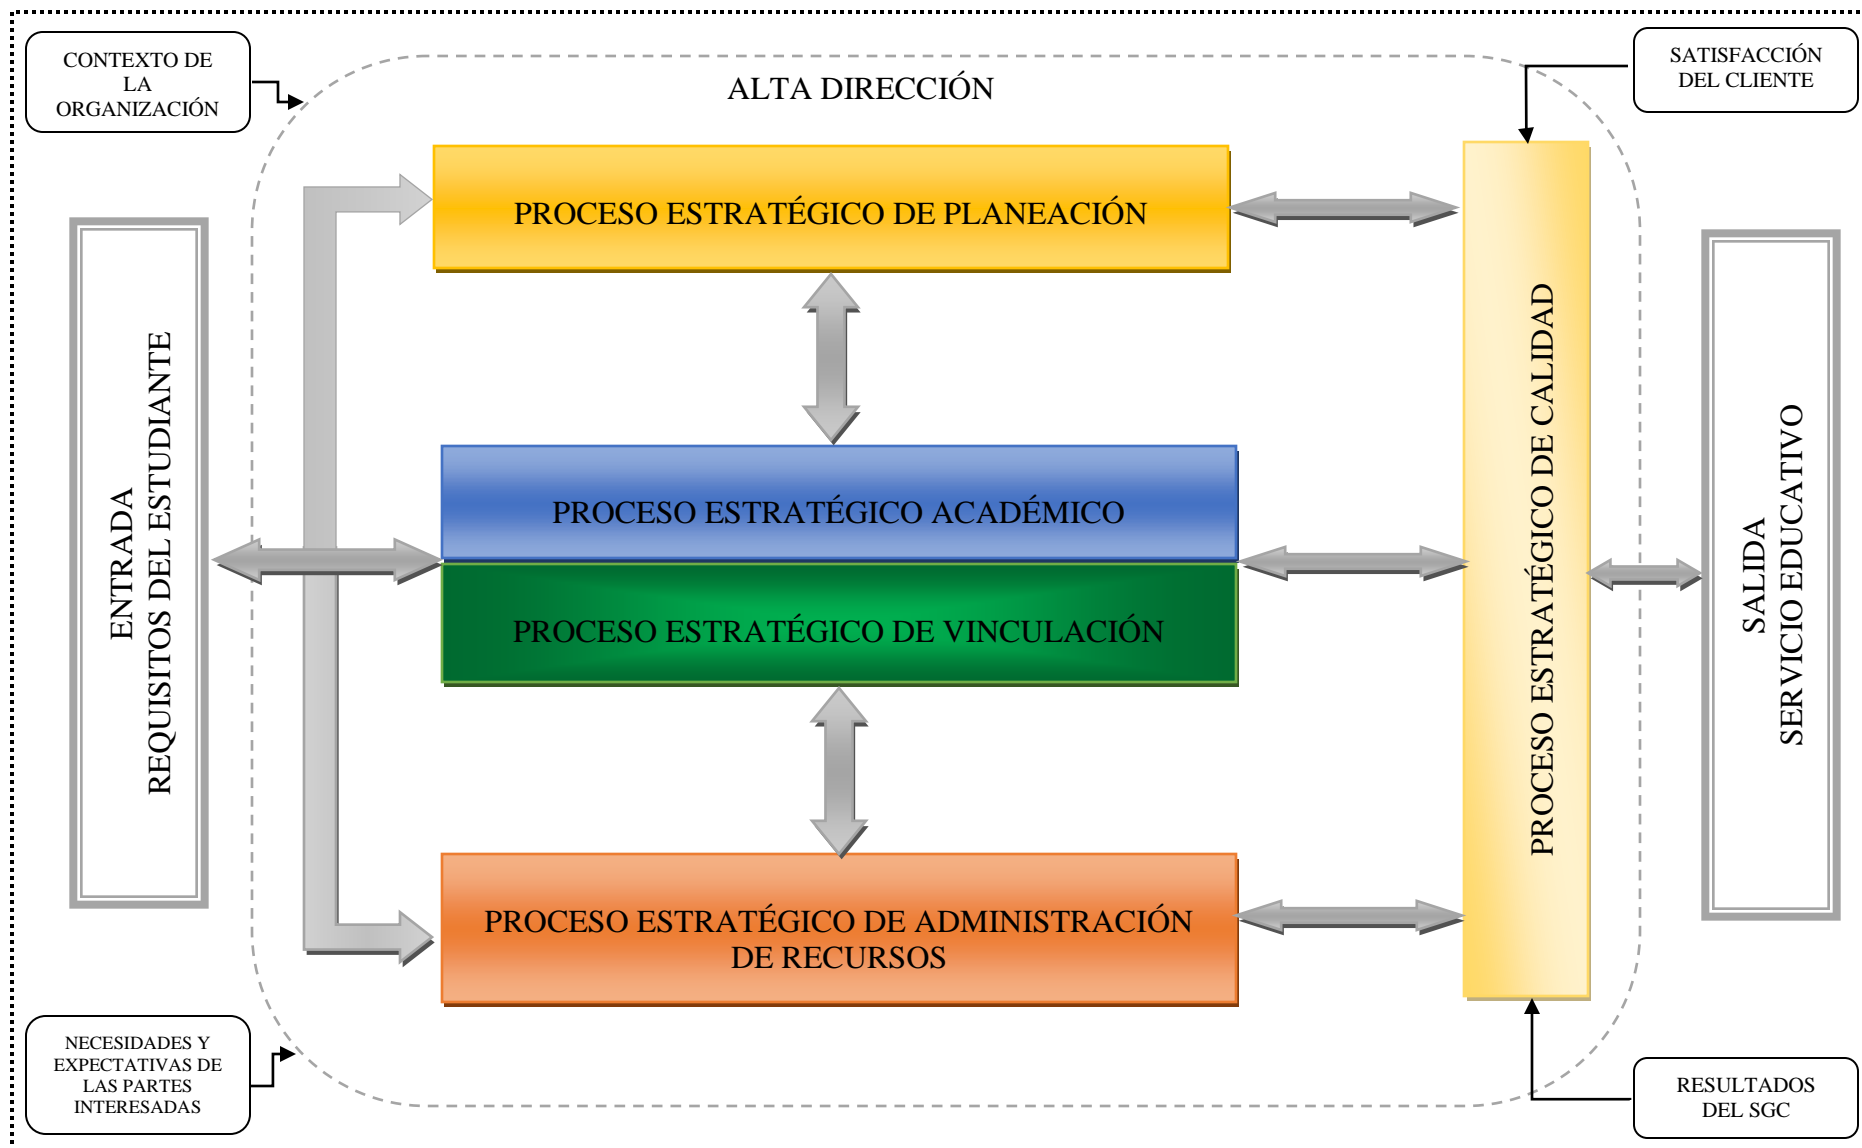 CONTEXTO DE
LA
ORGANIZACIÓN
SATISFACCIÓN
DEL CLIENTE
ALTA DIRECCIÓN
PROCESO ESTRATÉGICO DE PLANEACIÓN
ENTRADA
REQUISITOS DEL ESTUDIANTE
PROCESO ESTRATÉGICO ACADÉMICO
PROCESO ESTRATÉGICO DE VINCULACIÓN
PROCESO ESTRATÉGICO DE ADMINISTRACIÓN
DE RECURSOS
PROCESO ESTRATÉGICO DE CALIDAD
SALIDA
SERVICIO EDUCATIVO
NECESIDADES Y
EXPECTATIVAS DE
LAS PARTES
INTERESADAS
RESULTADOS
DEL SGC